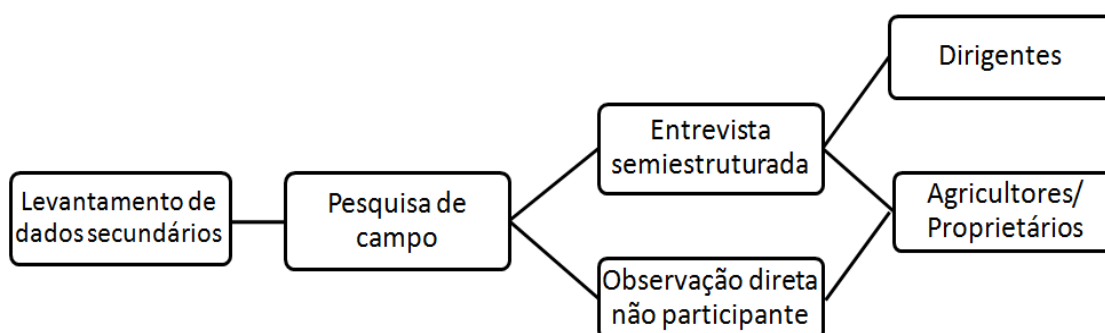 Levantamento de
dados secundários
Pesquisa de
campo
Entrevista
semiestruturada
Observação direta
não participante
Dirigentes
Agricultores/
Proprietários